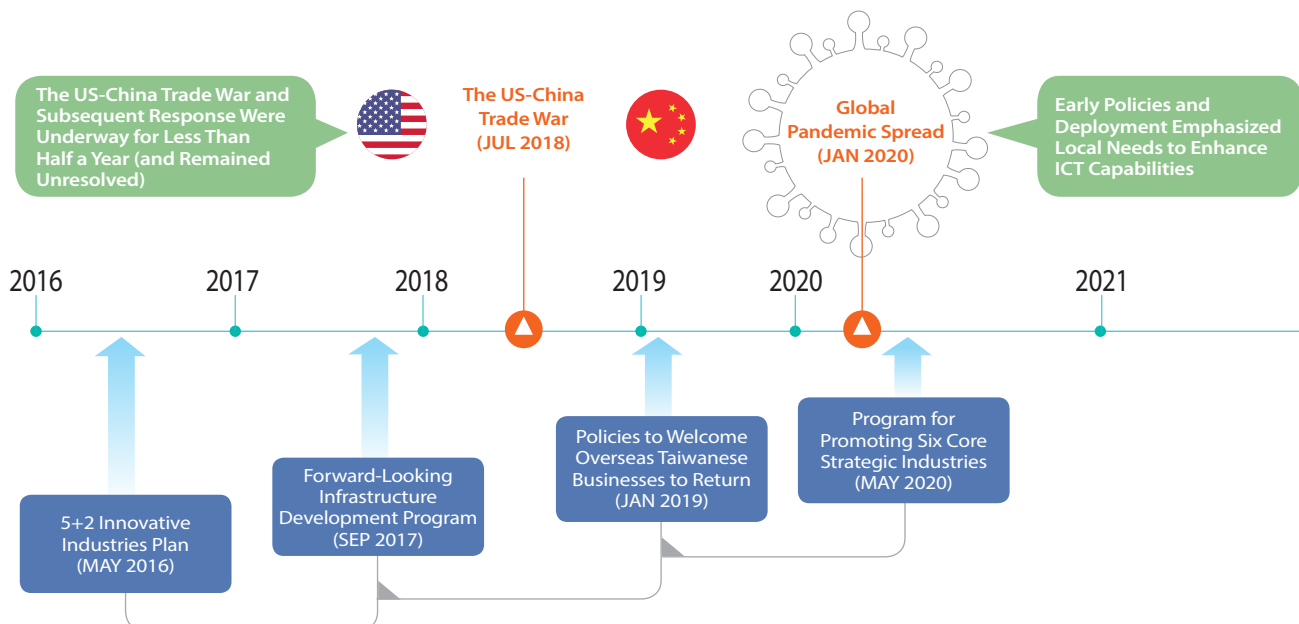 The US-China Trade War and
Subsequent Response Were
Underway for Less Than
Half a Year (and Remained
Unresolved)
The US-China
Trade War
(JUL 2018)
Global
Pandemic Spread
(JAN 2020)
Early Policies and
Deployment Emphasized
Local Needs to Enhance
ICT Capabilities
2016
2017
2018
2019
2020
2021
5+2 Innovative
Industries Plan
(MAY 2016)
Forward-Looking
Infrastructure
Development Program
(SEP 2017)
Policies to Welcome
Overseas Taiwanese
Businesses to Return
(JAN 2019)
Program for
Promoting Six Core
Strategic Industries
(MAY 2020)